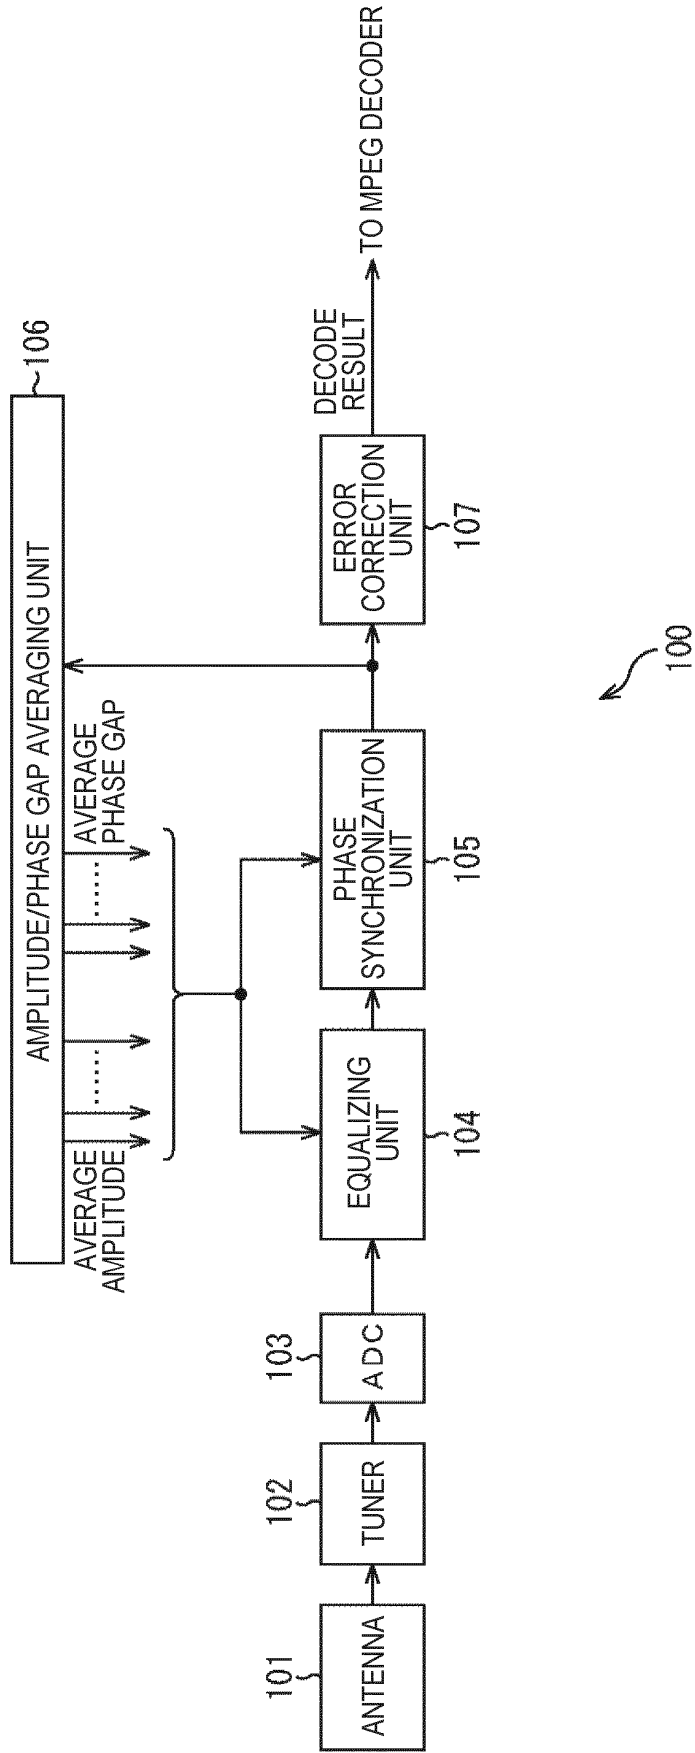 106
AMPLITUDE/PHASE GAP AVERAGING UNIT
AVERAGE
AMPLITUDE
AVERAGE
PHASE GAP
101
ANTENNA
102
TUNER
103
ADC
EQUALIZING
UNIT
104
PHASE
SYNCHRONIZATION
UNIT
105
ERROR
CORRECTION
UNIT
107
DECODE
RESULT
TO MPEG DECODER
100